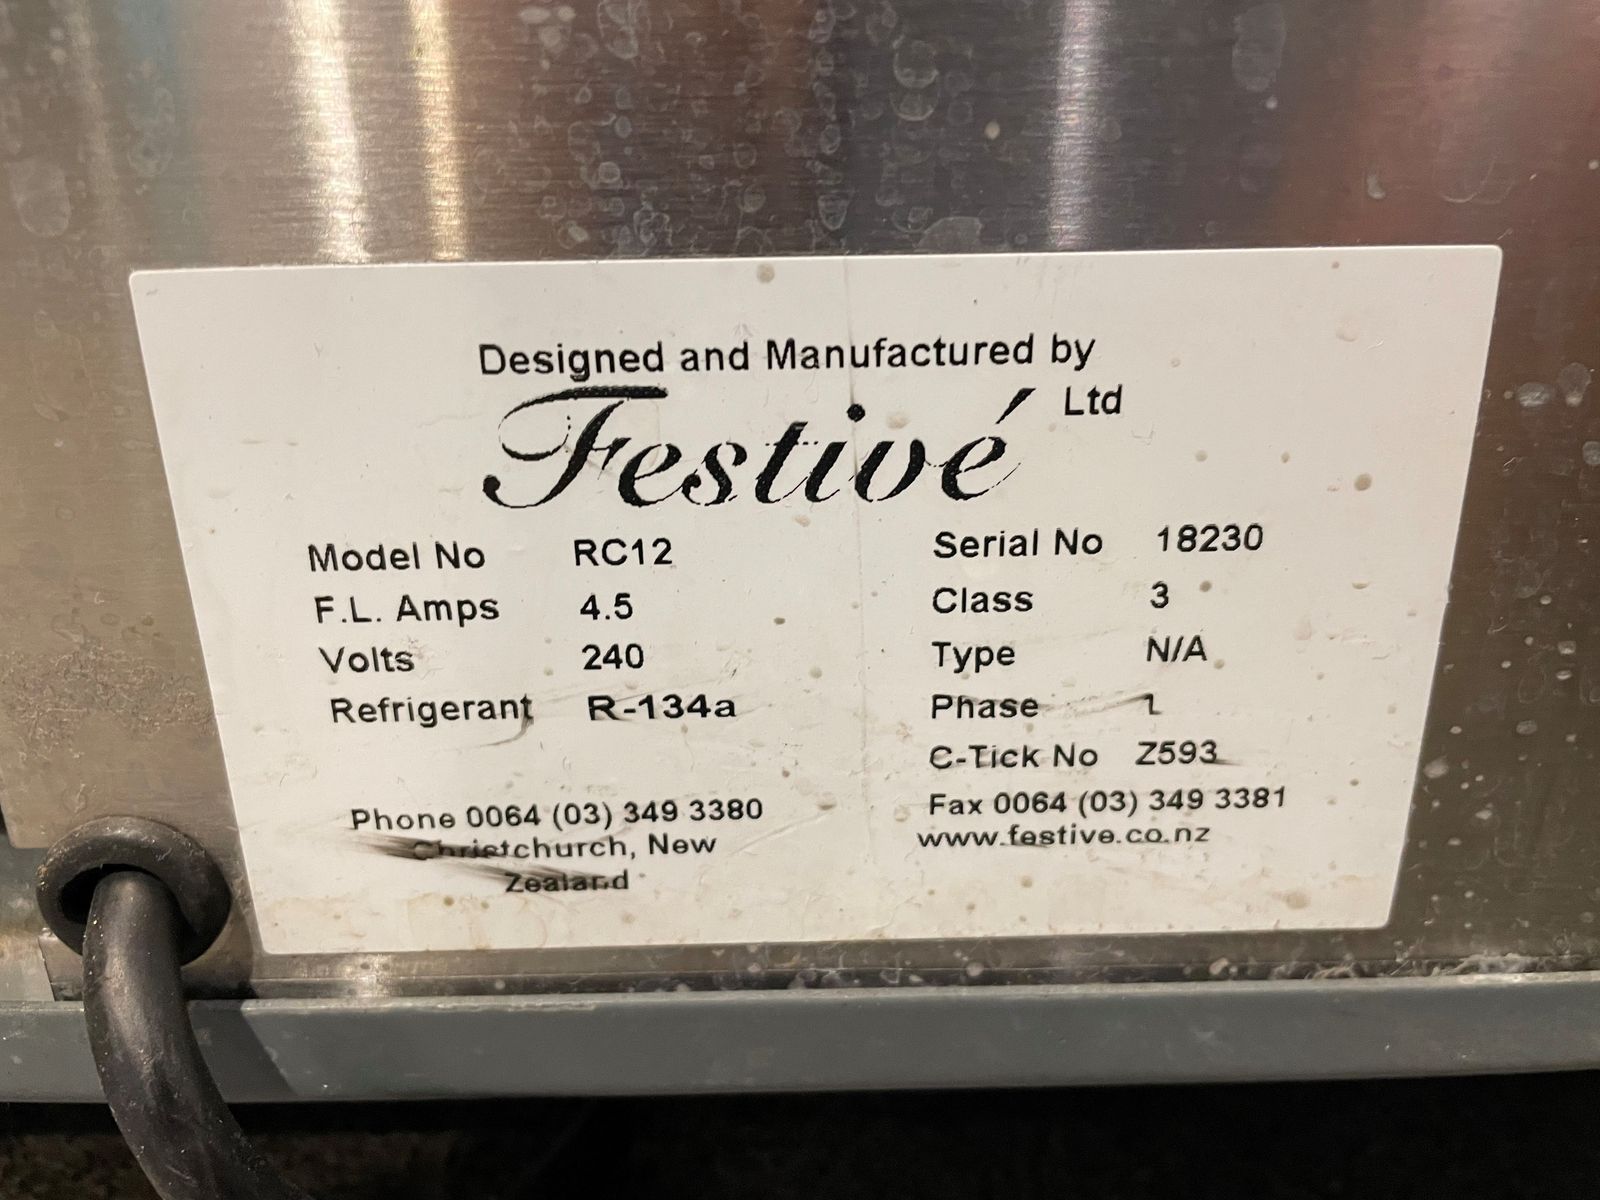 Designed and Manufactured by
Festivé Ltd
Model No RC12 Serial No 18230
F.L. Amps 4.5 Class 3
Volts 240 Type N/A
Refrigerant R-134a Phase 1
C-Tick No Z593
Phone 0064 (03) 349 3380 Fax 0064 (03) 349 3381
Christchurch, New www.festive.co.nz
Zealand